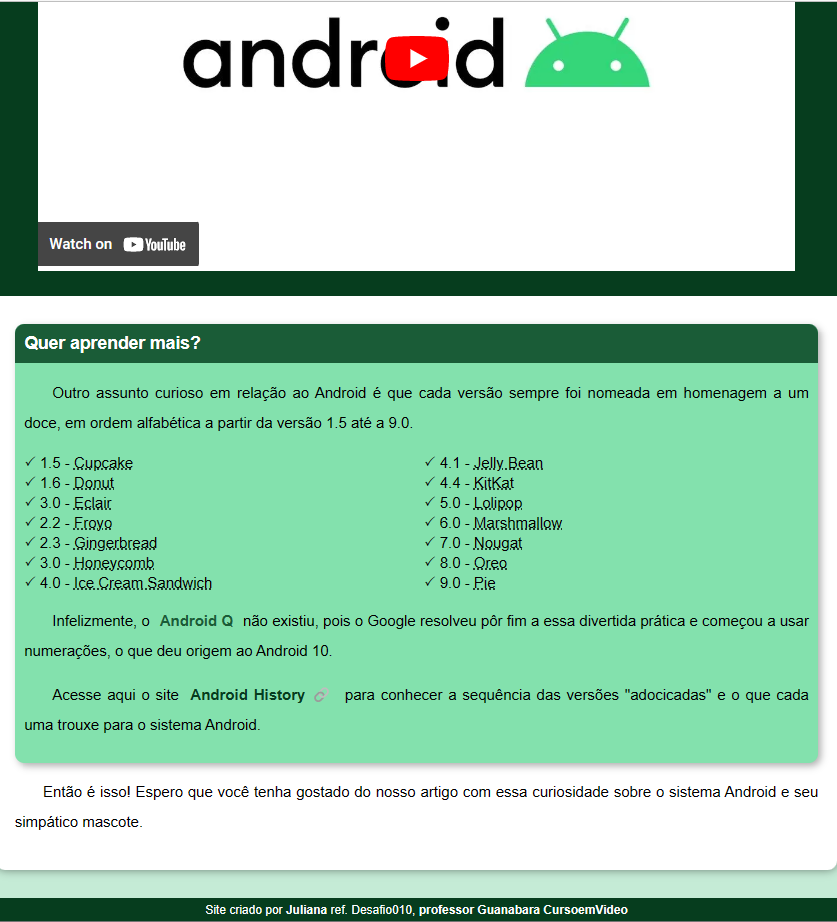 android
Watch on YouTube
Quer aprender mais?
Outro assunto curioso em relação ao Android é que cada versão sempre foi nomeada em homenagem a um
doce, em ordem alfabética a partir da versão 1.5 até a 9.0.
✓ 1.5 - Cupcake
✓ 1.6 - Donut
✓ 3.0 - Eclair
✓ 2.2 - Froyo
✓ 2.3 - Gingerbread
✓ 3.0 - Honeycomb
✓ 4.0 - Ice Cream Sandwich
✓ 4.1 - Jelly Bean
✓ 4.4 - KitKat
✓ 5.0 - Lolipop
✓ 6.0 - Marshmallow
✓ 7.0 - Nougat
✓ 8.0 - Oreo
✓ 9.0 - Pie
Infelizmente, o Android Q não existiu, pois o Google resolveu pôr fim a essa divertida prática e começou a usar
numerações, o que deu origem ao Android 10.
Acesse aqui o site Android History para conhecer a sequência das versões "adocicadas" e o que cada
uma trouxe para o sistema Android.
Então é isso! Espero que você tenha gostado do nosso artigo com essa curiosidade sobre o sistema Android e seu
simpático mascote.
Site criado por Juliana ref. Desafio010, professor Guanabara CursoemVideo